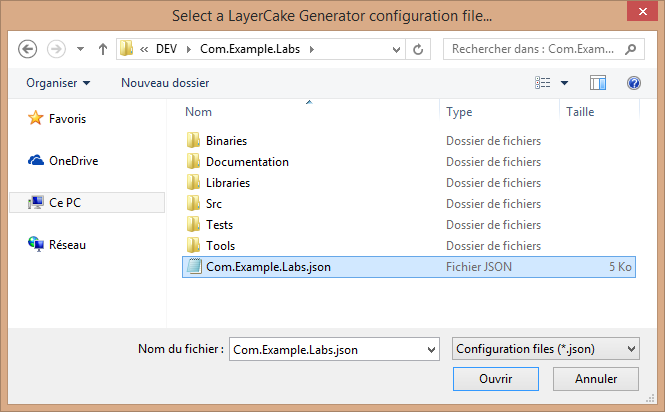 Select a LayerCake Generator configuration file...
« DEV Com.Example.Labs Rechercher dans : Com.Exam...
Organiser Nouveau dossier
Nom Type Taille
Favoris
OneDrive
Ce PC
Réseau
Binaries Dossier de fichiers
Documentation Dossier de fichiers
Libraries Dossier de fichiers
Src Dossier de fichiers
Tests Dossier de fichiers
Tools Dossier de fichiers
Com.Example.Labs.json Fichier JSON 5 Ko
Nom du fichier : Com.Example.Labs.json Configuration files (*.json)
Ouvrir Annuler